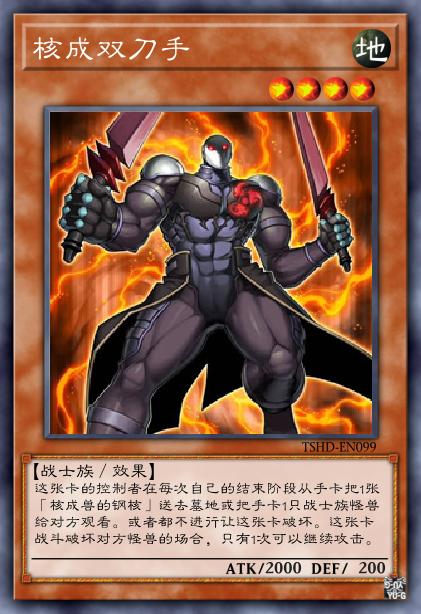 核成双刀手
地
TSHD-EN099
【战士族／效果】
这张卡的控制者在每次自己的结束阶段从手卡把1张
「核成兽的钢核」送去墓地或把手卡1只战士族怪兽
给对方观看。或者都不进行让这张卡破坏。这张卡
战斗破坏对方怪兽的场合，只有1次可以继续攻击。
ATK/2000 DEF/ 200